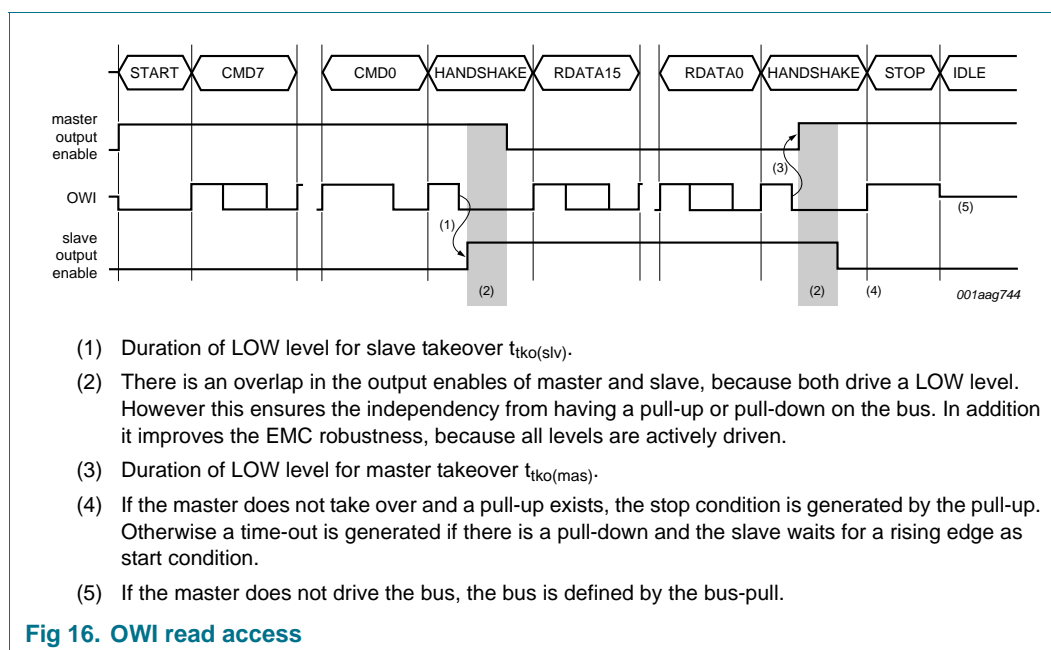 START CMD7 CMD0 HANDSHAKE RDATA15 RDATA0 HANDSHAKE STOP IDLE
master
output
enable
(3)
OWI
(5)
(1)
slave
output
enable
(2) (2) (4)
001aag744
(1) Duration of LOW level for slave takeover ttko(slv).
(2) There is an overlap in the output enables of master and slave, because both drive a LOW level.
However this ensures the independency from having a pull-up or pull-down on the bus. In addition
it improves the EMC robustness, because all levels are actively driven.
(3) Duration of LOW level for master takeover ttko(mas).
(4) If the master does not take over and a pull-up exists, the stop condition is generated by the pull-up.
Otherwise a time-out is generated if there is a pull-down and the slave waits for a rising edge as
start condition.
(5) If the master does not drive the bus, the bus is defined by the bus-pull.
Fig 16. OWI read access